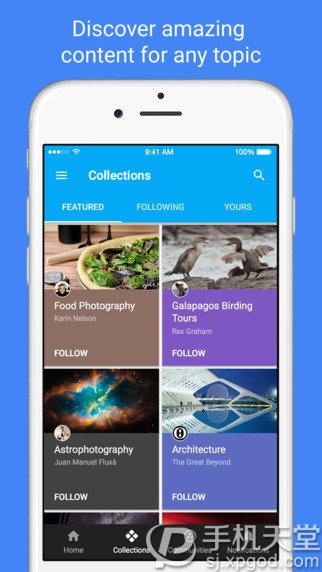 Discover amazing
content for any topic
9:41 AM
100%
Collections
FEATURED
FOLLOWING
YOURS
Food Photography
Karin Nelson
FOLLOW
Galapagos Birding
Tours
Rex Graham
FOLLOW
Astrophotography
Juan Manuel Fluxà
FOLLOW
Architecture
The Great Beyond
FOLLOW
Home
Collections
Communities
Notifications
手机天堂
sj.xpgod.com